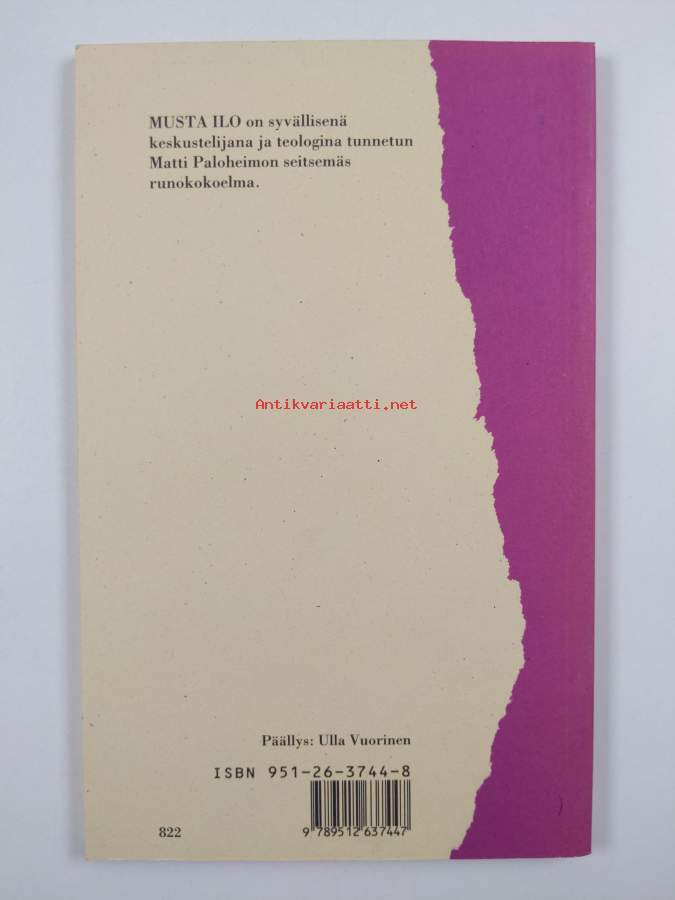 MUSTA ILO on syvällisenä
keskustelijana ja teologina tunnetun
Matti Paloheimon seitsemäs
runokokoelma.
Antikvariaatti.net
Päällys: Ulla Vuorinen
ISBN 951-26-3744-8
822
9 789512 637447